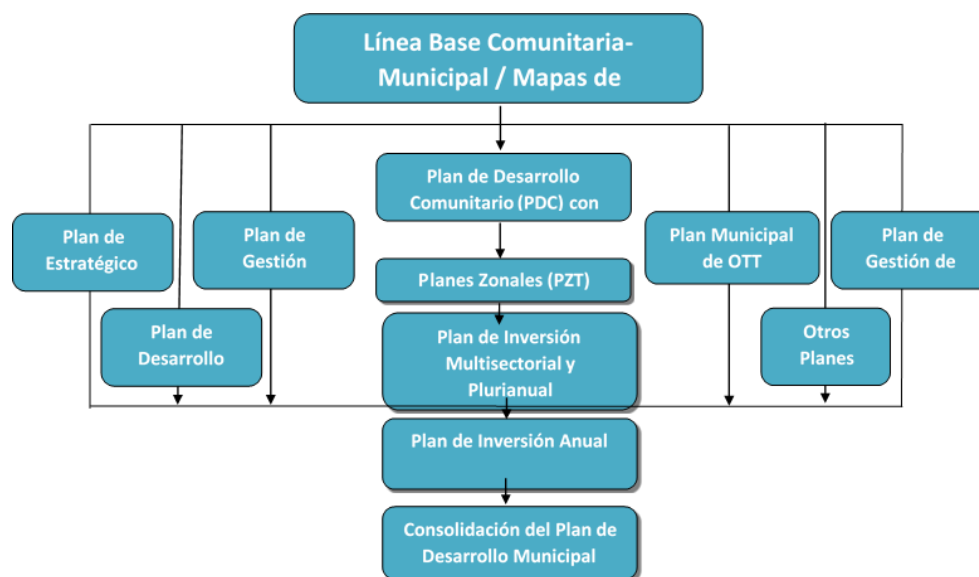 Línea Base Comunitaria-
Municipal / Mapas de
Plan de Desarrollo
Comunitario (PDC) con
Plan de
Estratégico
Plan de
Gestión
Plan Municipal
de OTT
Plan de
Gestión de
Planes Zonales (PZT)
Plan de
Desarrollo
Plan de Inversión
Multisectorial y
Plurianual
Otros
Planes
Plan de Inversión Anual
Consolidación del Plan de
Desarrollo Municipal